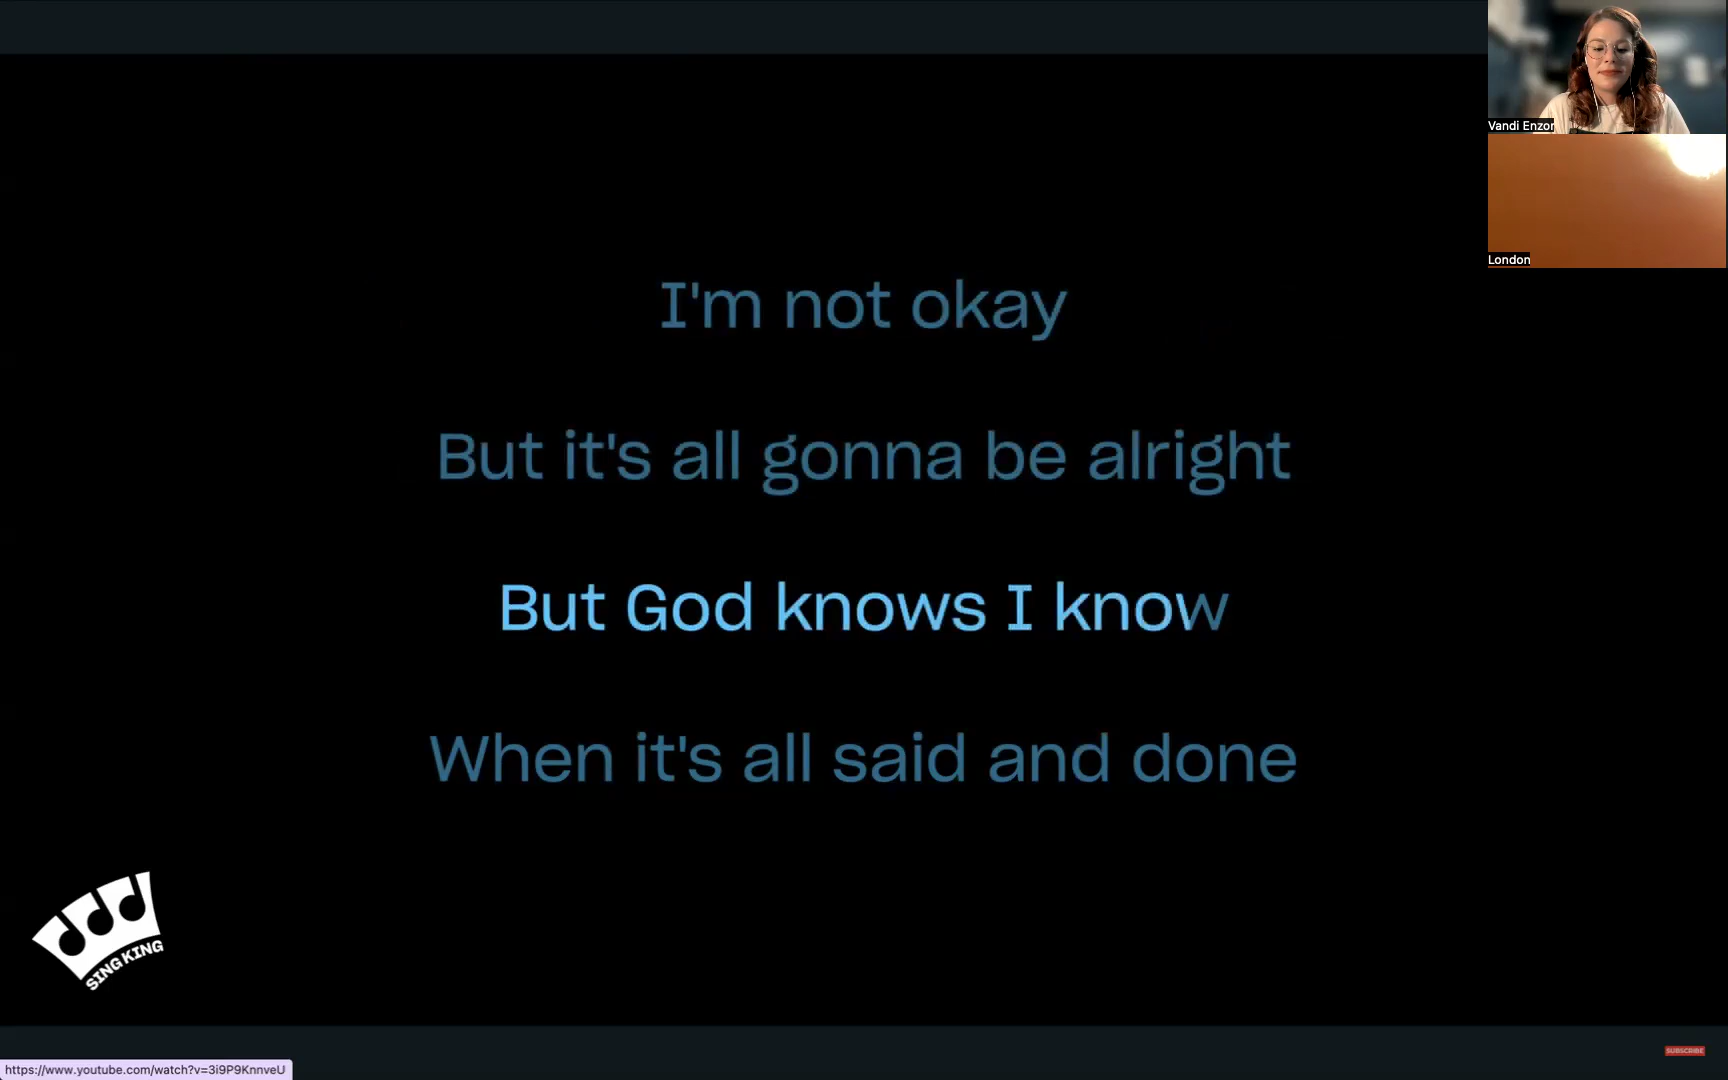 Vandi Enzor
London
I'm not okay
But it's all gonna be alright
But God knows I know
When it's all said and done
SING KING
SUBSCRIBE
https://www.youtube.com/watch?v=3i9P9KnnveU